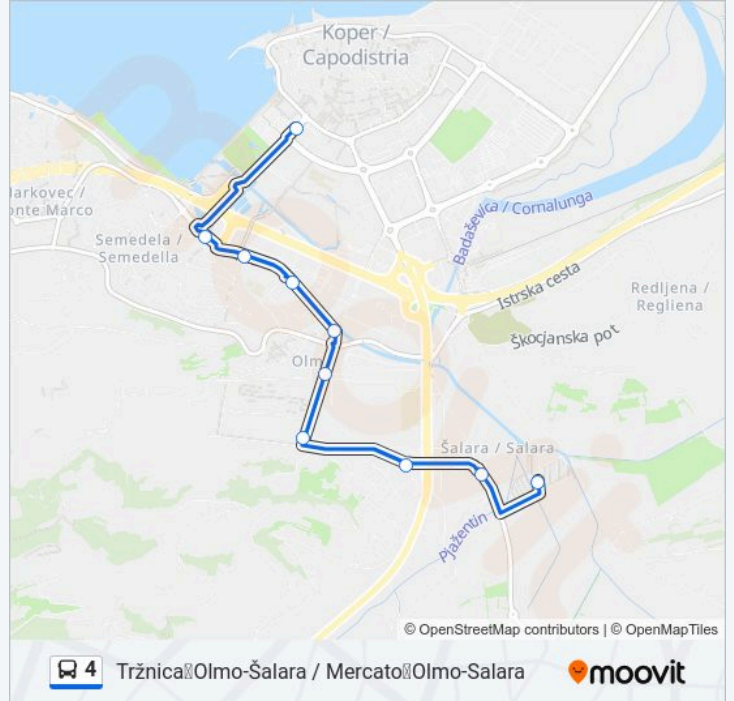 Koper /
Capodistria
Markovec /
onte Marco
Semedela /
Semedella
Badaševica / Cornalunga
Istrska cesta
Redljena /
Regliena
Škocjanska pot
Olmo
Šalara / Salara
Pjažentin
© OpenStreetMap contributors | © OpenMapTiles
4 Tržnica▯Olmo-Šalara / Mercato▯Olmo-Salara
moovit